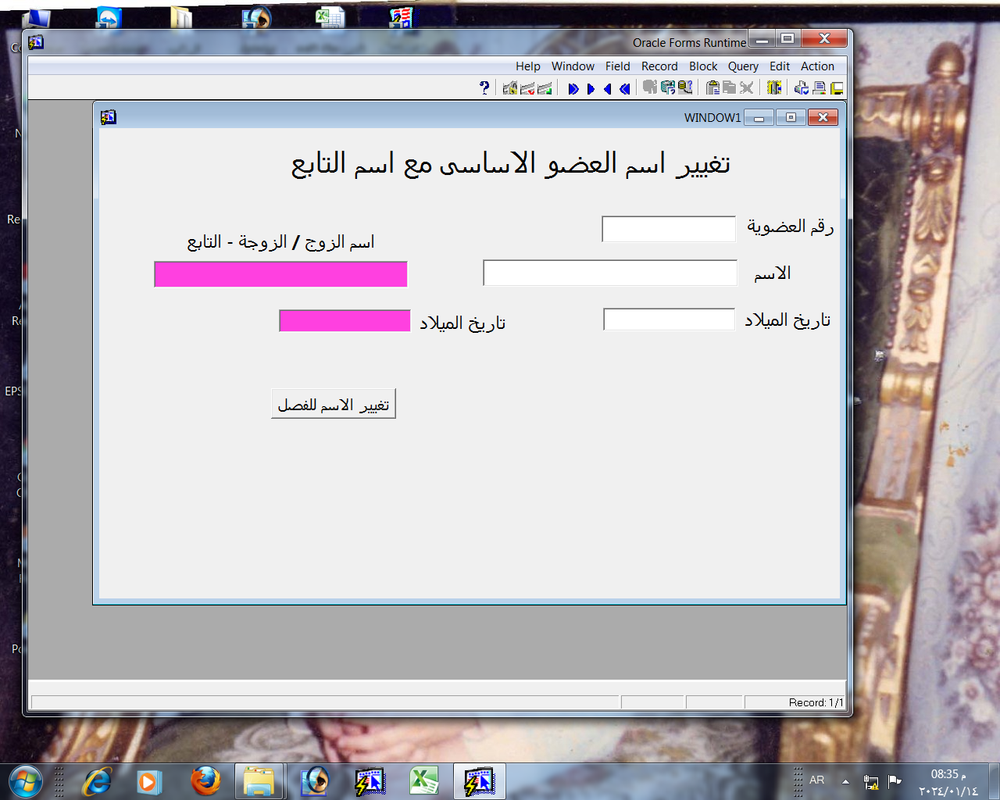 Oracle Forms Runtime
Help Window Field Record Block Query Edit Action
WINDOW1
تغيير اسم العضو الاساسى مع اسم التابع
رقم العضوية
اسم الزوج / الزوجة - التابع
الاسم
تاريخ الميلاد
تاريخ الميلاد
تغيير الاسم للفصل
Record: 1/1
Re
EPS
AR
08:35 م
٢٠٢٤/٠١/١٤